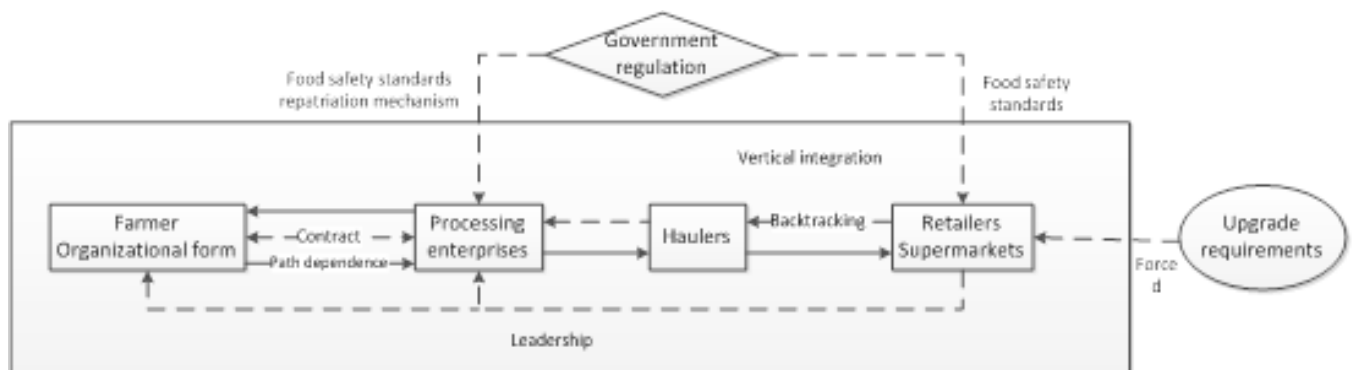 Government
regulation
Food safety standards
repatriation mechanism
Food safety
standards
Vertical integration
Farmer
Organizational form
Contract
Path dependence
Processing
enterprises
Haulers
Backtracking
Retailers
Supermarkets
Upgrade
requirements
Force
d
Leadership